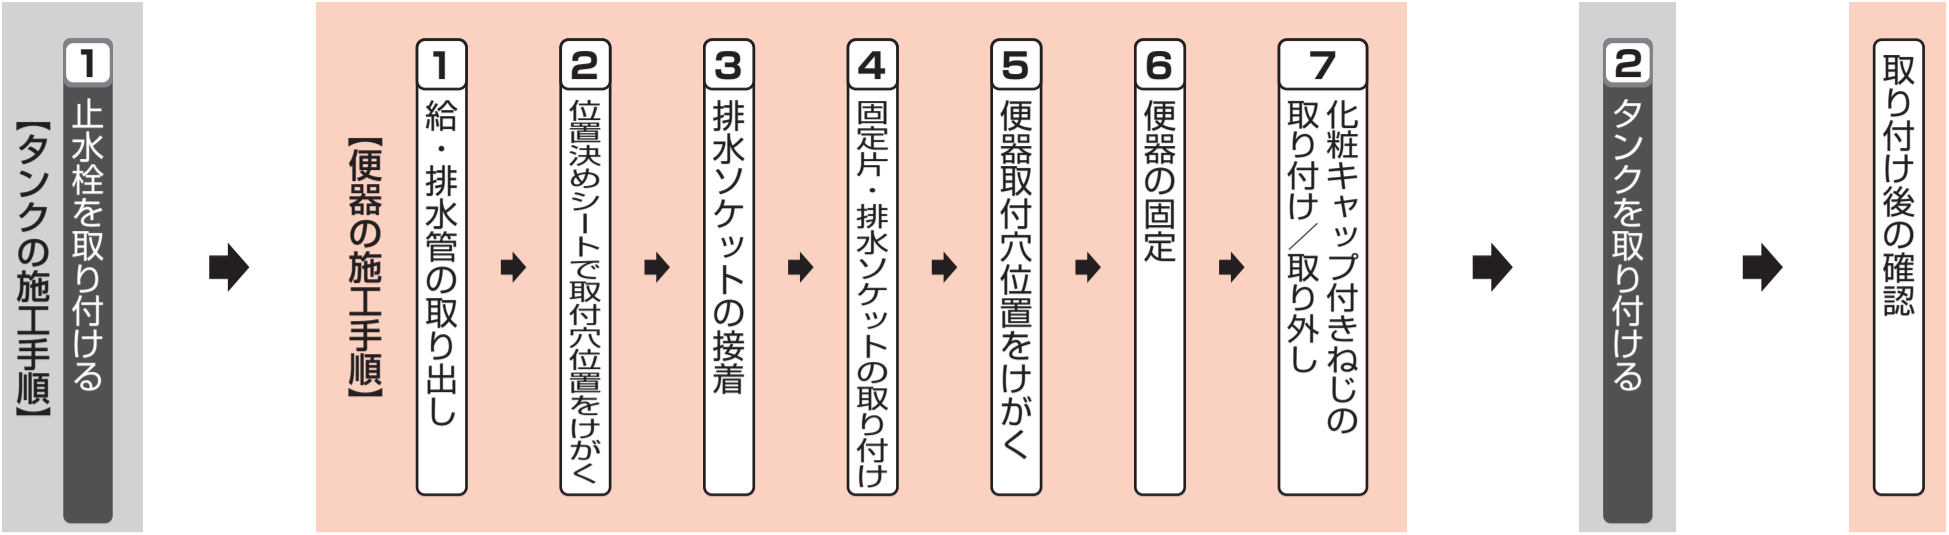 【タンクの施工手順】
1
止水栓を取り付ける
【便器の施工手順】
1
給・排水管の取り出し
2
位置決めシートで取付穴位置をけがく
3
排水ソケットの接着
4
固定片・排水ソケットの取り付け
5
便器取付穴位置をけがく
6
便器の固定
7
化粧キャップ付きねじの
取り付け／取り外し
2
タンクを取り付ける
取り付け後の確認